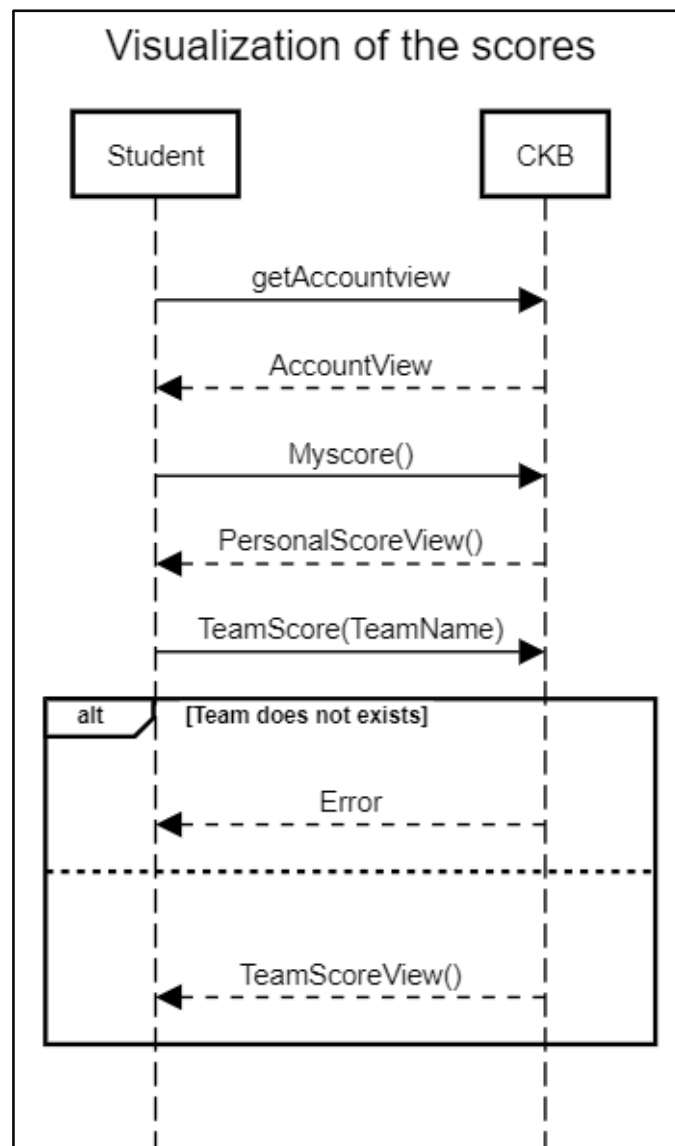 Visualization of the scores
Student
CKB
getAccountview
AccountView
Myscore()
PersonalScoreView()
TeamScore(TeamName)
alt
[Team does not exists]
Error
TeamScoreView()